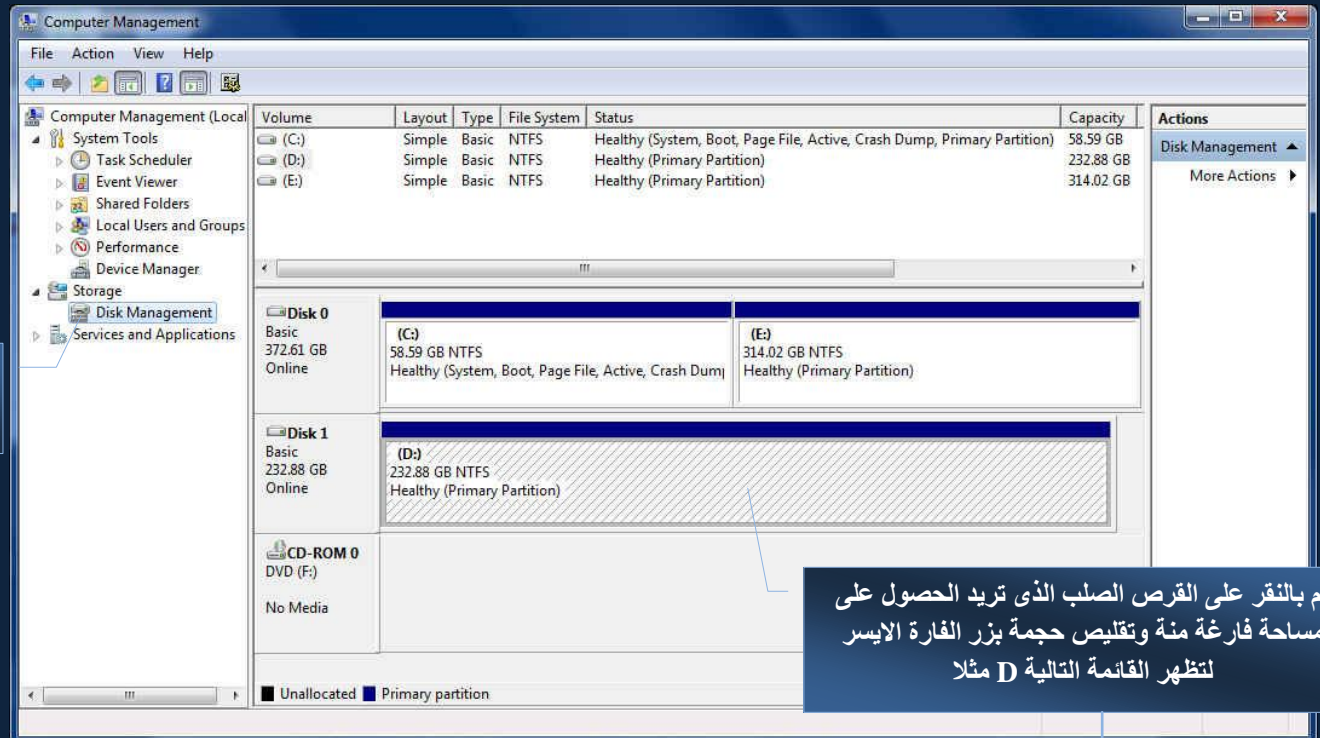 Computer Management
File Action View Help
Computer Management (Local
System Tools
Task Scheduler
Event Viewer
Shared Folders
Local Users and Groups
Performance
Device Manager
Storage
Disk Management
Services and Applications
Volume Layout Type File System Status Capacity
(C:) Simple Basic NTFS Healthy (System, Boot, Page File, Active, Crash Dump, Primary Partition) 58.59 GB
(D:) Simple Basic NTFS Healthy (Primary Partition) 232.88 GB
(E:) Simple Basic NTFS Healthy (Primary Partition) 314.02 GB
Disk 0
Basic
372.61 GB
Online
(C:)
58.59 GB NTFS
Healthy (System, Boot, Page File, Active, Crash Dum
(E:)
314.02 GB NTFS
Healthy (Primary Partition)
Disk 1
Basic
232.88 GB
Online
(D:)
232.88 GB NTFS
Healthy (Primary Partition)
CD-ROM 0
DVD (F:)
No Media
Unallocated Primary partition
Actions
Disk Management
More Actions
م بالنقر على القرص الصلب الذى تريد الحصول على
مساحة فارغة منة وتقليص حجمة بزر الفارة الايسر
لتظهر القائمة التالية D مثلا